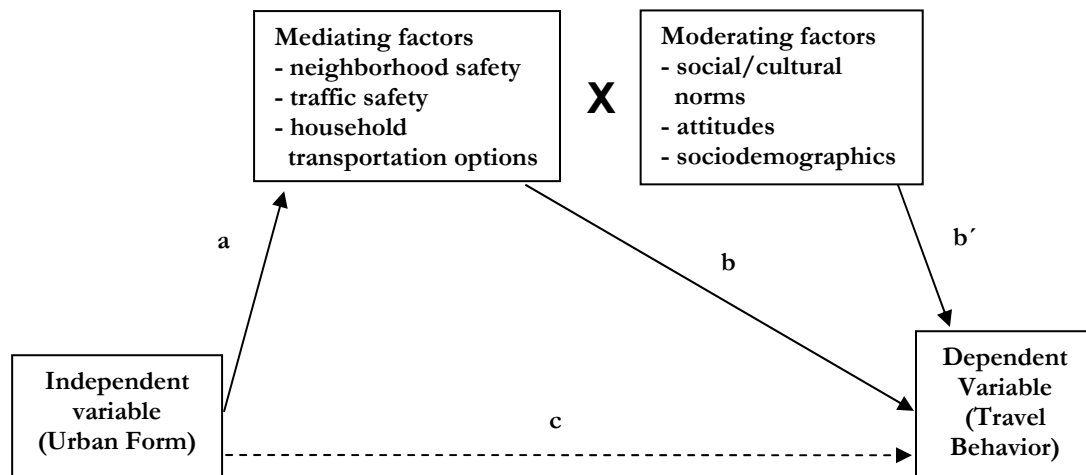 Mediating factors
- neighborhood safety
- traffic safety
- household
transportation options
X
Moderating factors
- social/cultural
norms
- attitudes
- sociodemographics
a
b
b´
Independent
variable
(Urban Form)
c
Dependent
Variable
(Travel
Behavior)